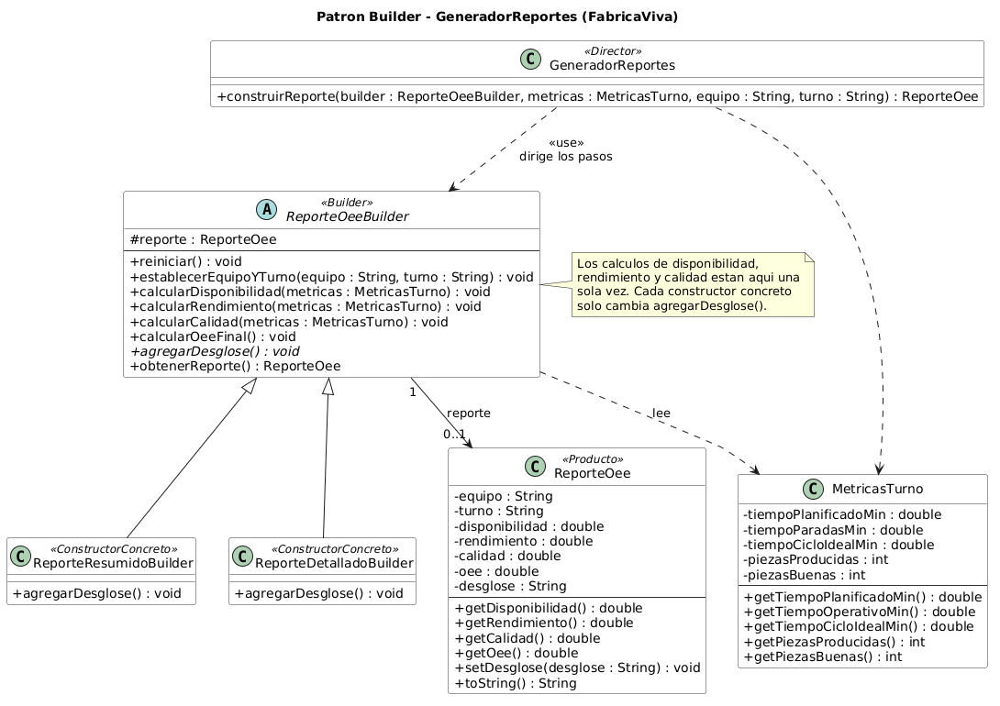 Patron Builder - GeneradorReportes (FabricaViva)
C
«Director»
GeneradorReportes
+construirReporte(builder : ReporteOeeBuilder, metricas : MetricasTurno, equipo : String, turno : String) : ReporteOee
«use»
dirige los pasos
A
«Builder»
ReporteOeeBuilder
#reporte : ReporteOee
+reiniciar() : void
+establecerEquipoYTurno(equipo : String, turno : String) : void
+calcularDisponibilidad(metricas : MetricasTurno) : void
+calcularRendimiento(metricas : MetricasTurno) : void
+calcularCalidad(metricas : MetricasTurno) : void
+calcularOeeFinal() : void
+agregarDesglose() : void
+obtenerReporte() : ReporteOee
Los calculos de disponibilidad,
rendimiento y calidad estan aqui una
sola vez. Cada constructor concreto
solo cambia agregarDesglose().
1
reporte
0..1
lee
C
«ConstructorConcreto»
ReporteResumidoBuilder
+agregarDesglose() : void
C
«ConstructorConcreto»
ReporteDetalladoBuilder
+agregarDesglose() : void
C
«Producto»
ReporteOee
-equipo : String
-turno : String
-disponibilidad : double
-rendimiento : double
-calidad : double
-oee : double
-desglose : String
+getDisponibilidad() : double
+getRendimiento() : double
+getCalidad() : double
+getOee() : double
+setDesglose(desglose : String) : void
+toString() : String
C
MetricasTurno
-tiempoPlanificadoMin : double
-tiempoParadasMin : double
-tiempoCicloIdealMin : double
-piezasProducidas : int
-piezasBuenas : int
+getTiempoPlanificadoMin() : double
+getTiempoOperativoMin() : double
+getTiempoCicloIdealMin() : double
+getPiezasProducidas() : int
+getPiezasBuenas() : int